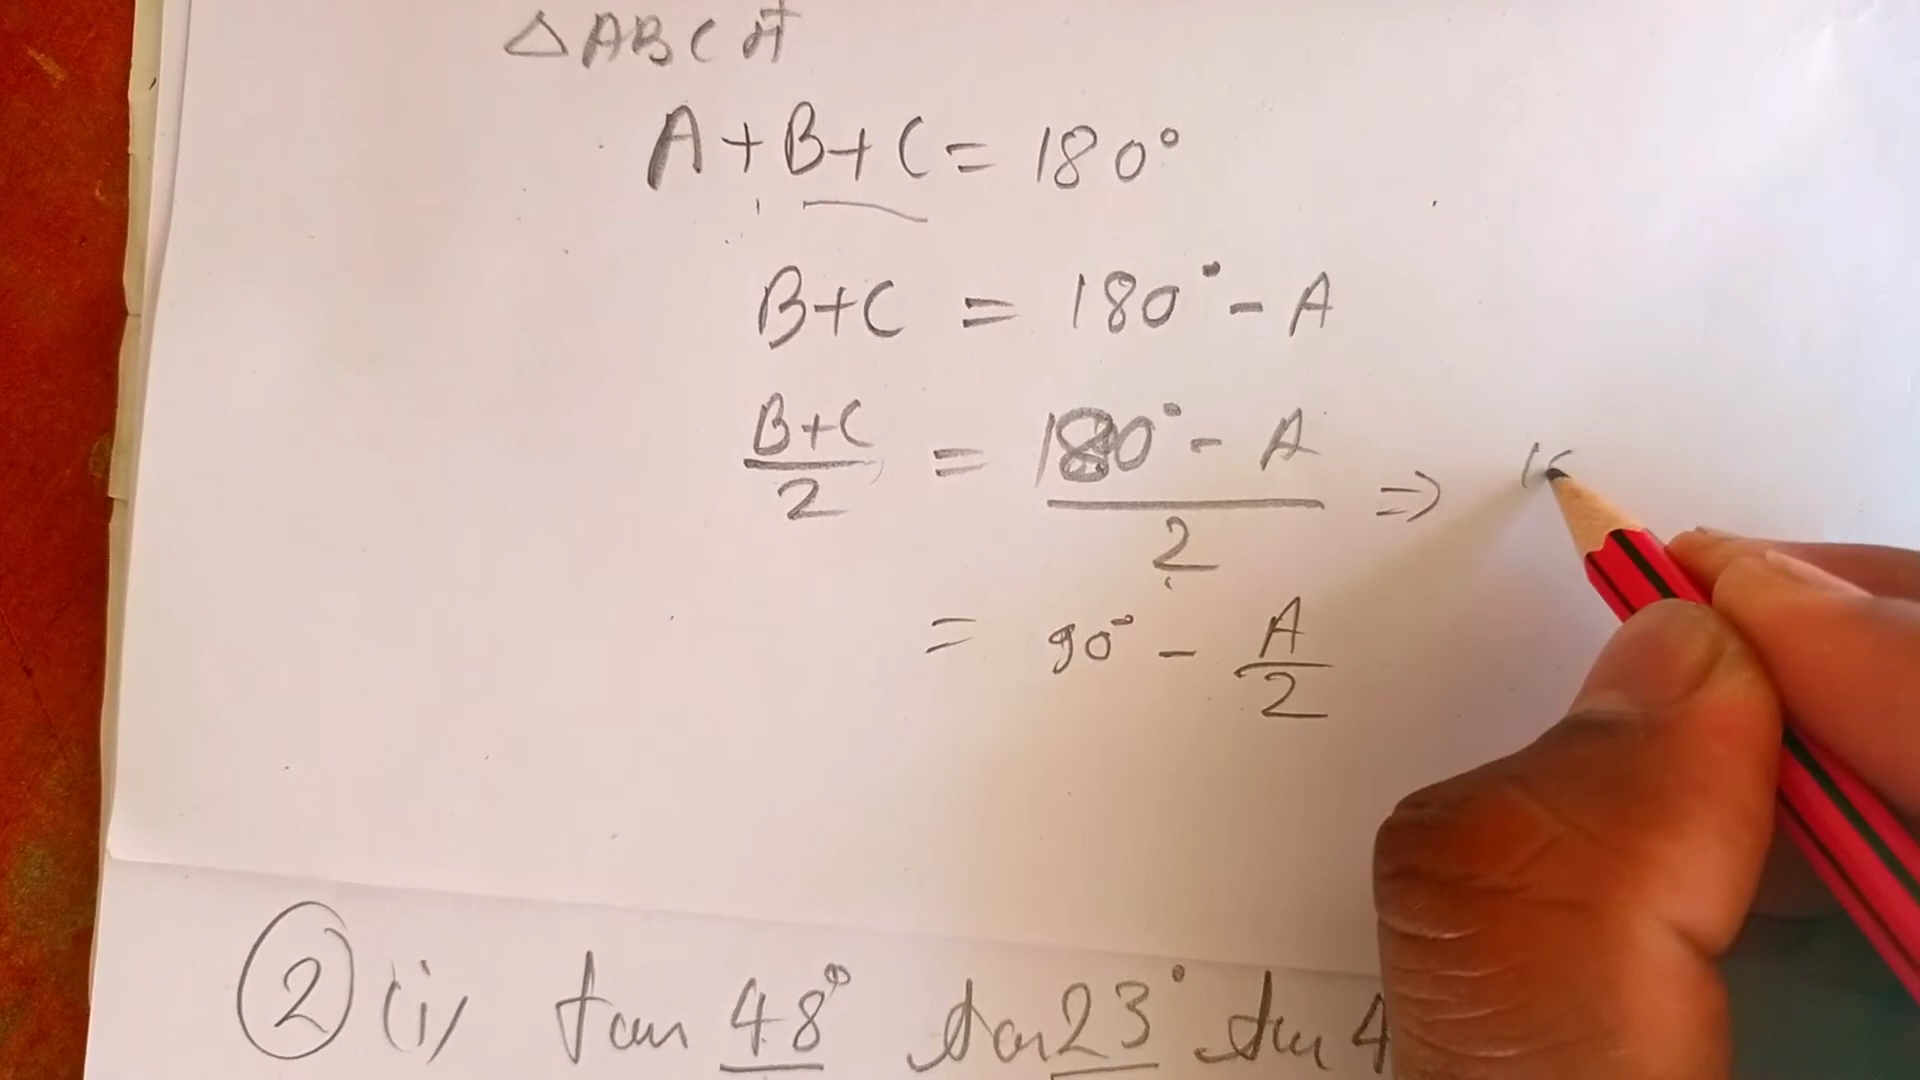 △ABC में
A+B+C = 180°
B+C = 180° - A
B+C/2 = 180° - A/2 ⇒
= 90° - A/2
② (i) tan 48° tan 23° tan 4